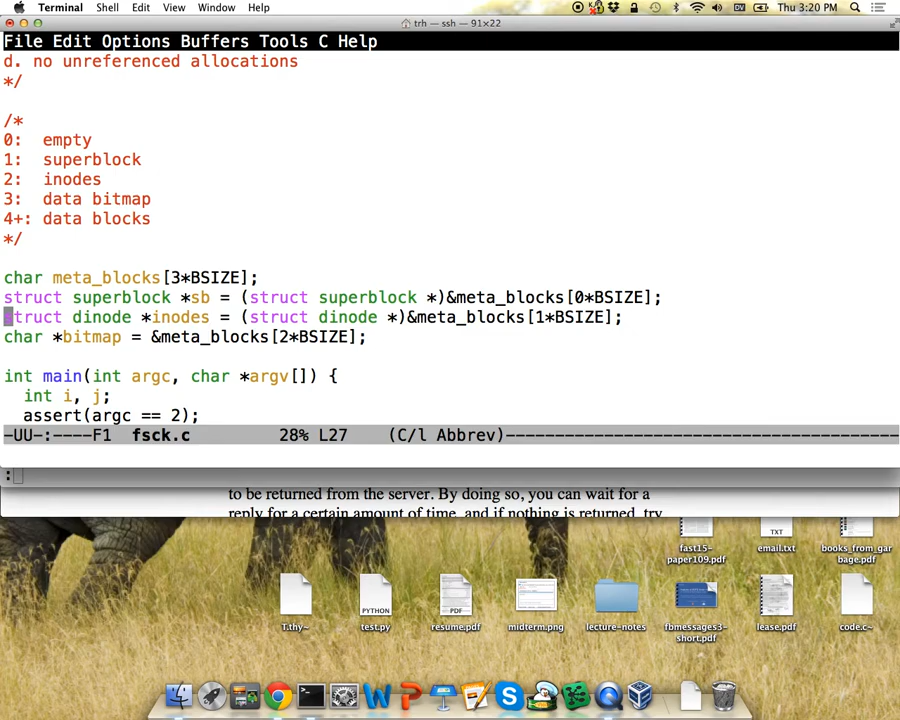 Terminal Shell Edit View Window Help
DV Thu 3:20 PM
trh — ssh — 91×22
File Edit Options Buffers Tools C Help
d. no unreferenced allocations
*/
/*
0: empty
1: superblock
2: inodes
3: data bitmap
4+: data blocks
*/
char meta_blocks[3*BSIZE];
struct superblock *sb = (struct superblock *)&meta_blocks[0*BSIZE];
struct dinode *inodes = (struct dinode *)&meta_blocks[1*BSIZE];
char *bitmap = &meta_blocks[2*BSIZE];
int main(int argc, char *argv[]) {
int i, j;
assert(argc == 2);
-UU-:----F1 fsck.c 28% L27 (C/l Abbrev)--------------------------------------
:
to be returned from the server. By doing so, you can wait for a
reply for a certain amount of time, and if nothing is returned, try
TXT
fast15-
paper109.pdf
email.txt
books_from_gar
bage.pdf
PYTHON
PDF
T.thy~
test.py
resume.pdf
midterm.png
lecture-notes
fbmessages3-
short.pdf
lease.pdf
code.c~